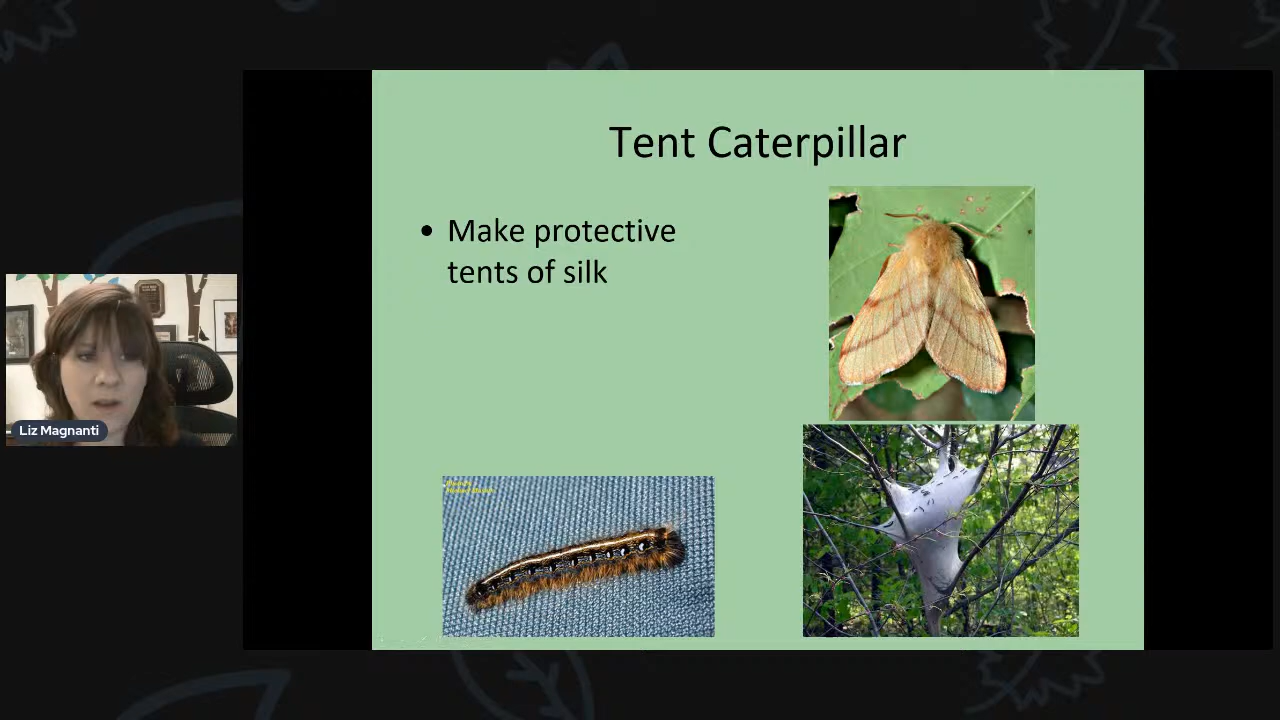 Tent Caterpillar
• Make protective
tents of silk
Liz Magnanti